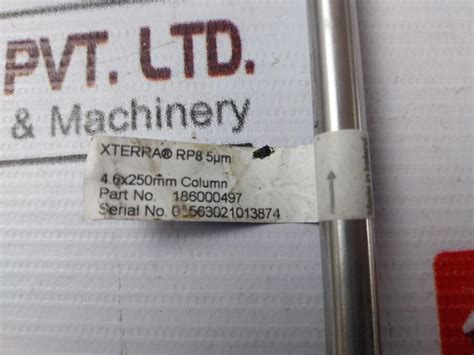 PVT. LTD.
& Machinery
XTERRA® RP8 5µm
4.6x250mm Column
Part No. 186000497
Serial No. 01563021013874